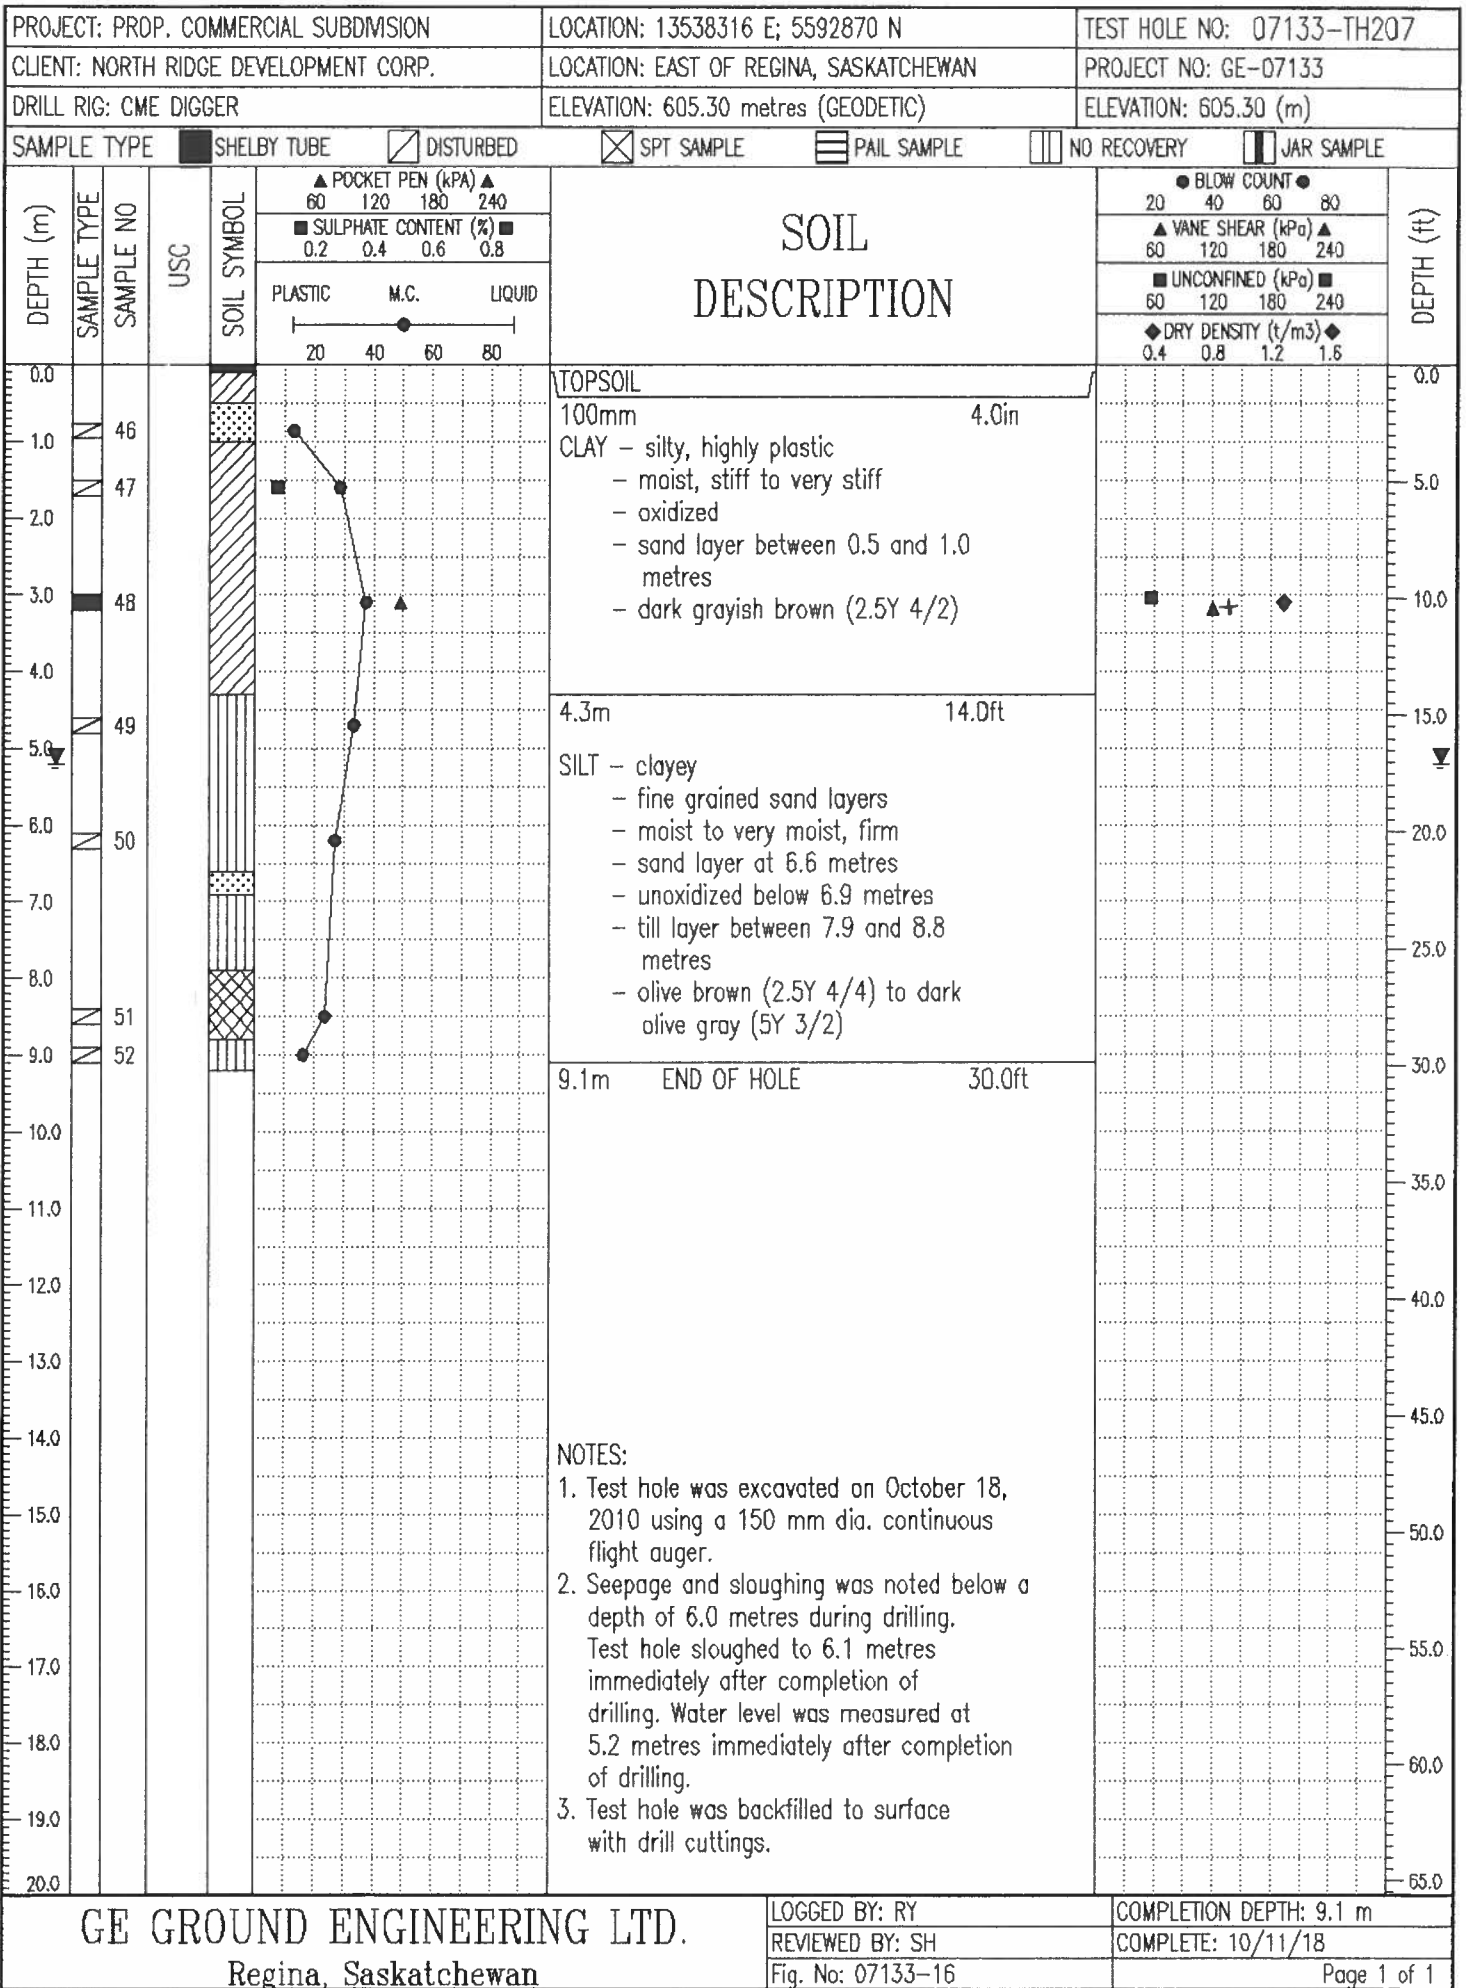 PROJECT: PROP. COMMERCIAL SUBDIVISION LOCATION: 13538316 E; 5592870 N TEST HOLE NO: 07133-TH207
CLIENT: NORTH RIDGE DEVELOPMENT CORP. LOCATION: EAST OF REGINA, SASKATCHEWAN PROJECT NO: GE-07133
DRILL RIG: CME DIGGER ELEVATION: 605.30 metres (GEODETIC) ELEVATION: 605.30 (m)
SAMPLE TYPE SHELBY TUBE DISTURBED SPT SAMPLE PAIL SAMPLE NO RECOVERY JAR SAMPLE
DEPTH (m)
SAMPLE TYPE
SAMPLE NO
USC
SOIL SYMBOL
▲ POCKET PEN (kPA) ▲
60 120 180 240
■ SULPHATE CONTENT (%) ■
0.2 0.4 0.6 0.8
PLASTIC M.C. LIQUID
20 40 60 80
SOIL
DESCRIPTION
● BLOW COUNT ●
20 40 60 80
▲ VANE SHEAR (kPa) ▲
60 120 180 240
■ UNCONFINED (kPa) ■
60 120 180 240
◆ DRY DENSITY (t/m3) ◆
0.4 0.8 1.2 1.6
DEPTH (ft)
0.0
1.0
2.0
3.0
4.0
5.0
6.0
7.0
8.0
9.0
10.0
11.0
12.0
13.0
14.0
15.0
16.0
17.0
18.0
19.0
20.0
46
47
48
49
50
51
52
TOPSOIL
100mm 4.0in
CLAY - silty, highly plastic
- moist, stiff to very stiff
- oxidized
- sand layer between 0.5 and 1.0
metres
- dark grayish brown (2.5Y 4/2)
4.3m 14.0ft
SILT - clayey
- fine grained sand layers
- moist to very moist, firm
- sand layer at 6.6 metres
- unoxidized below 6.9 metres
- till layer between 7.9 and 8.8
metres
- olive brown (2.5Y 4/4) to dark
olive gray (5Y 3/2)
9.1m END OF HOLE 30.0ft
NOTES:
1. Test hole was excavated on October 18,
2010 using a 150 mm dia. continuous
flight auger.
2. Seepage and sloughing was noted below a
depth of 6.0 metres during drilling.
Test hole sloughed to 6.1 metres
immediately after completion of
drilling. Water level was measured at
5.2 metres immediately after completion
of drilling.
3. Test hole was backfilled to surface
with drill cuttings.
0.0
5.0
10.0
15.0
20.0
25.0
30.0
35.0
40.0
45.0
50.0
55.0
60.0
65.0
GE GROUND ENGINEERING LTD.
Regina, Saskatchewan
LOGGED BY: RY COMPLETION DEPTH: 9.1 m
REVIEWED BY: SH COMPLETE: 10/11/18
Fig. No: 07133-16 Page 1 of 1